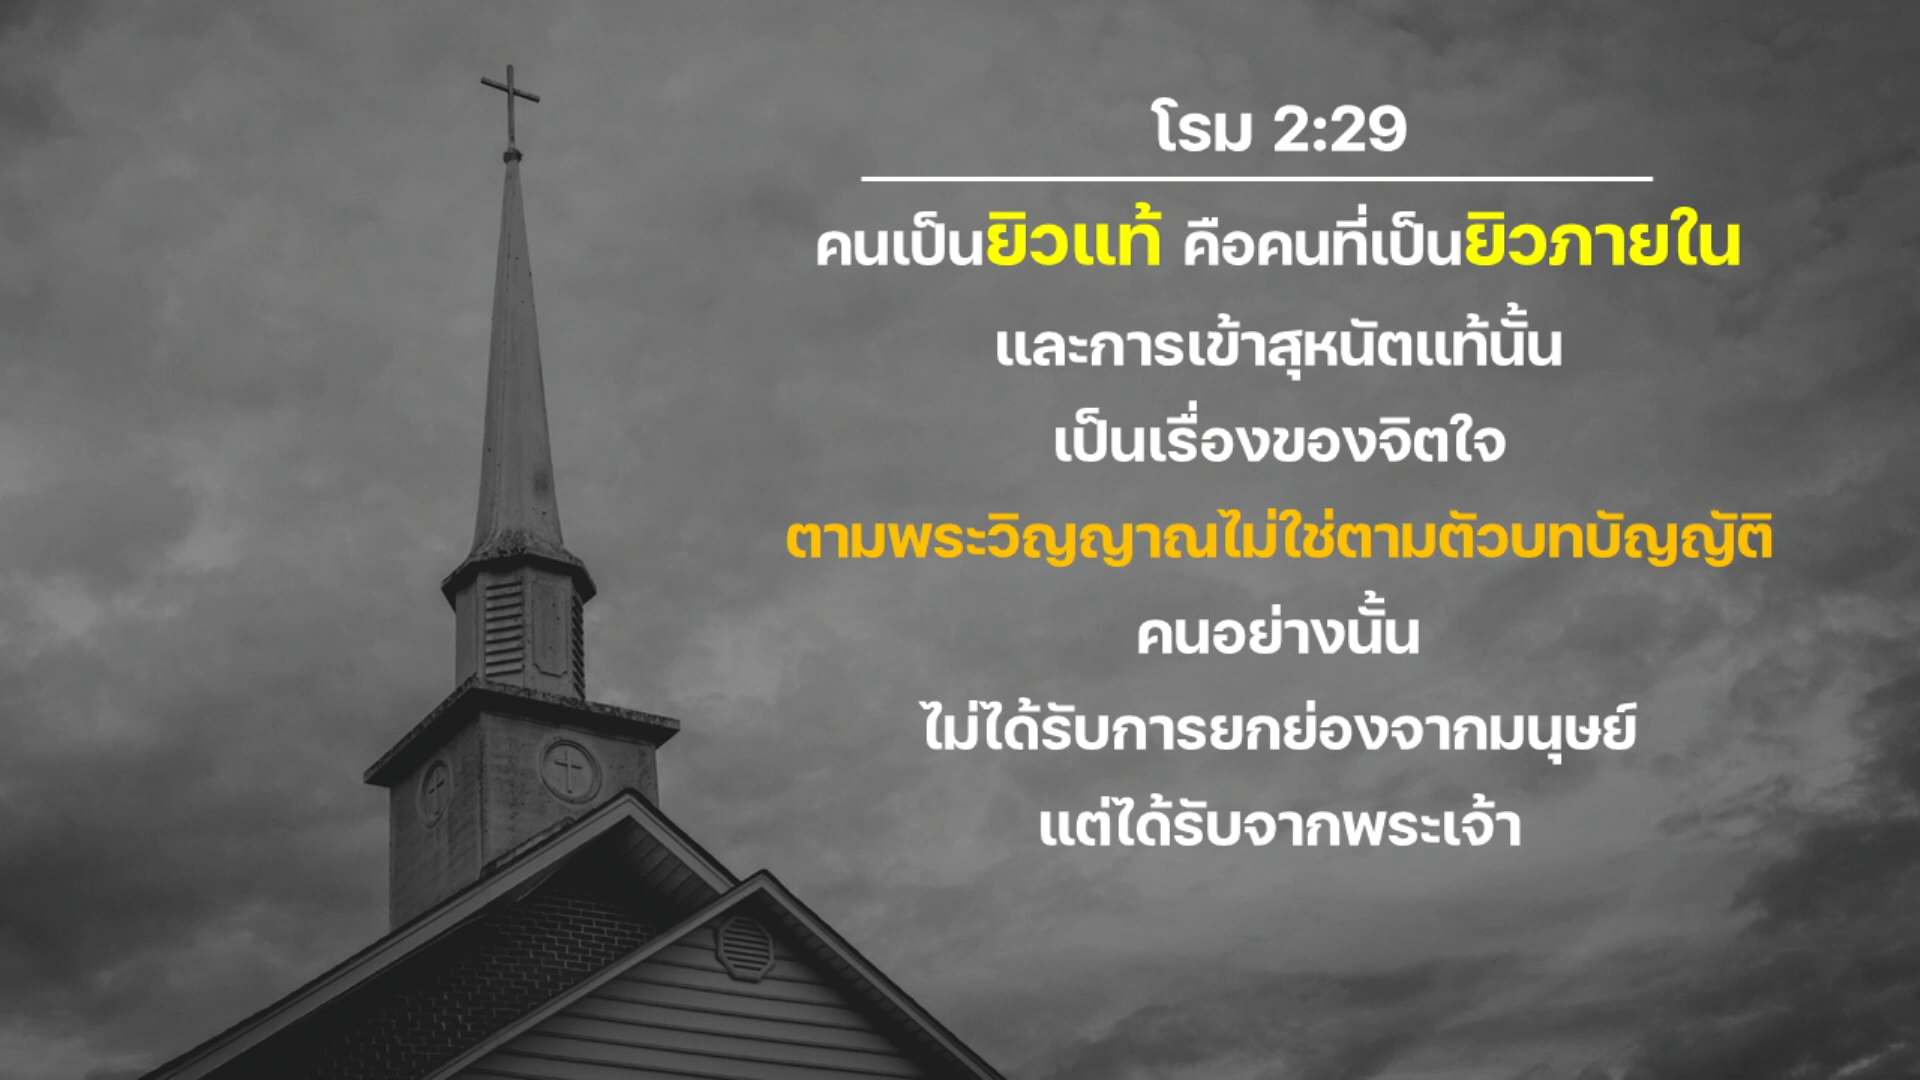 โรม 2:29
คนเป็นยิวแท้ คือคนที่เป็นยิวภายใน
และการเข้าสุหนัตแท้นั้น
เป็นเรื่องของจิตใจ
ตามพระวิญญาณไม่ใช่ตามตัวบทบัญญัติ
คนอย่างนั้น
ไม่ได้รับการยกย่องจากมนุษย์
แต่ได้รับจากพระเจ้า